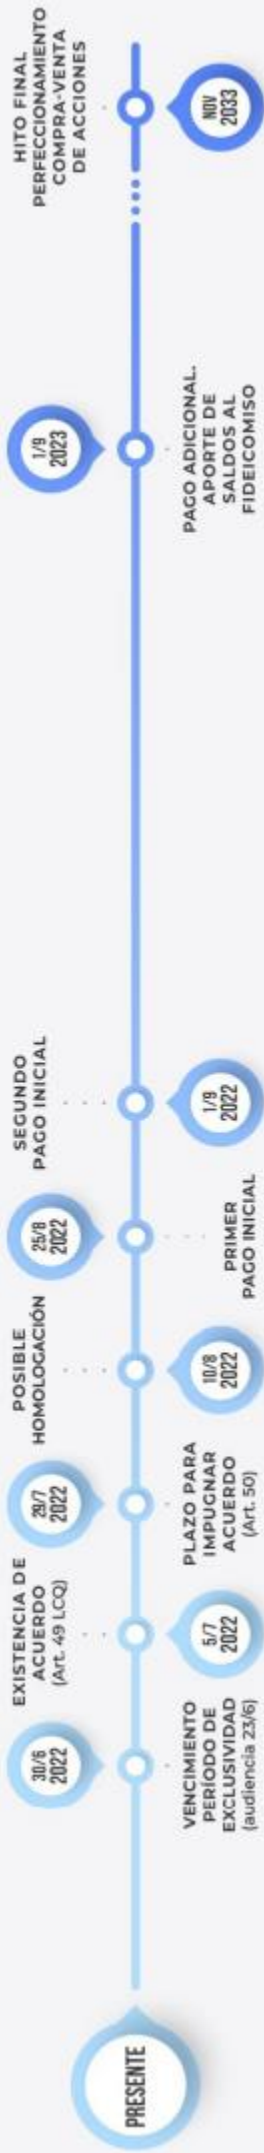 PRESENTE
30/6
2022
VENCIMIENTO
PERÍODO DE
EXCLUSIVIDAD
(audiencia 23/6)
EXISTENCIA DE
ACUERDO
(Art. 49 LCQ)
5/7
2022
29/7
2022
PLAZO PARA
IMPUGNAR
ACUERDO
(Art. 50)
POSIBLE
HOMOLOGACIÓN
10/8
2022
25/8
2022
PRIMER
PAGO INICIAL
SEGUNDO
PAGO INICIAL
1/9
2022
1/9
2023
PAGO ADICIONAL.
APORTE DE
SALDOS AL
FIDEICOMISO
HITO FINAL
PERFECCIONAMIENTO
COMPRA-VENTA
DE ACCIONES
NOV
2033